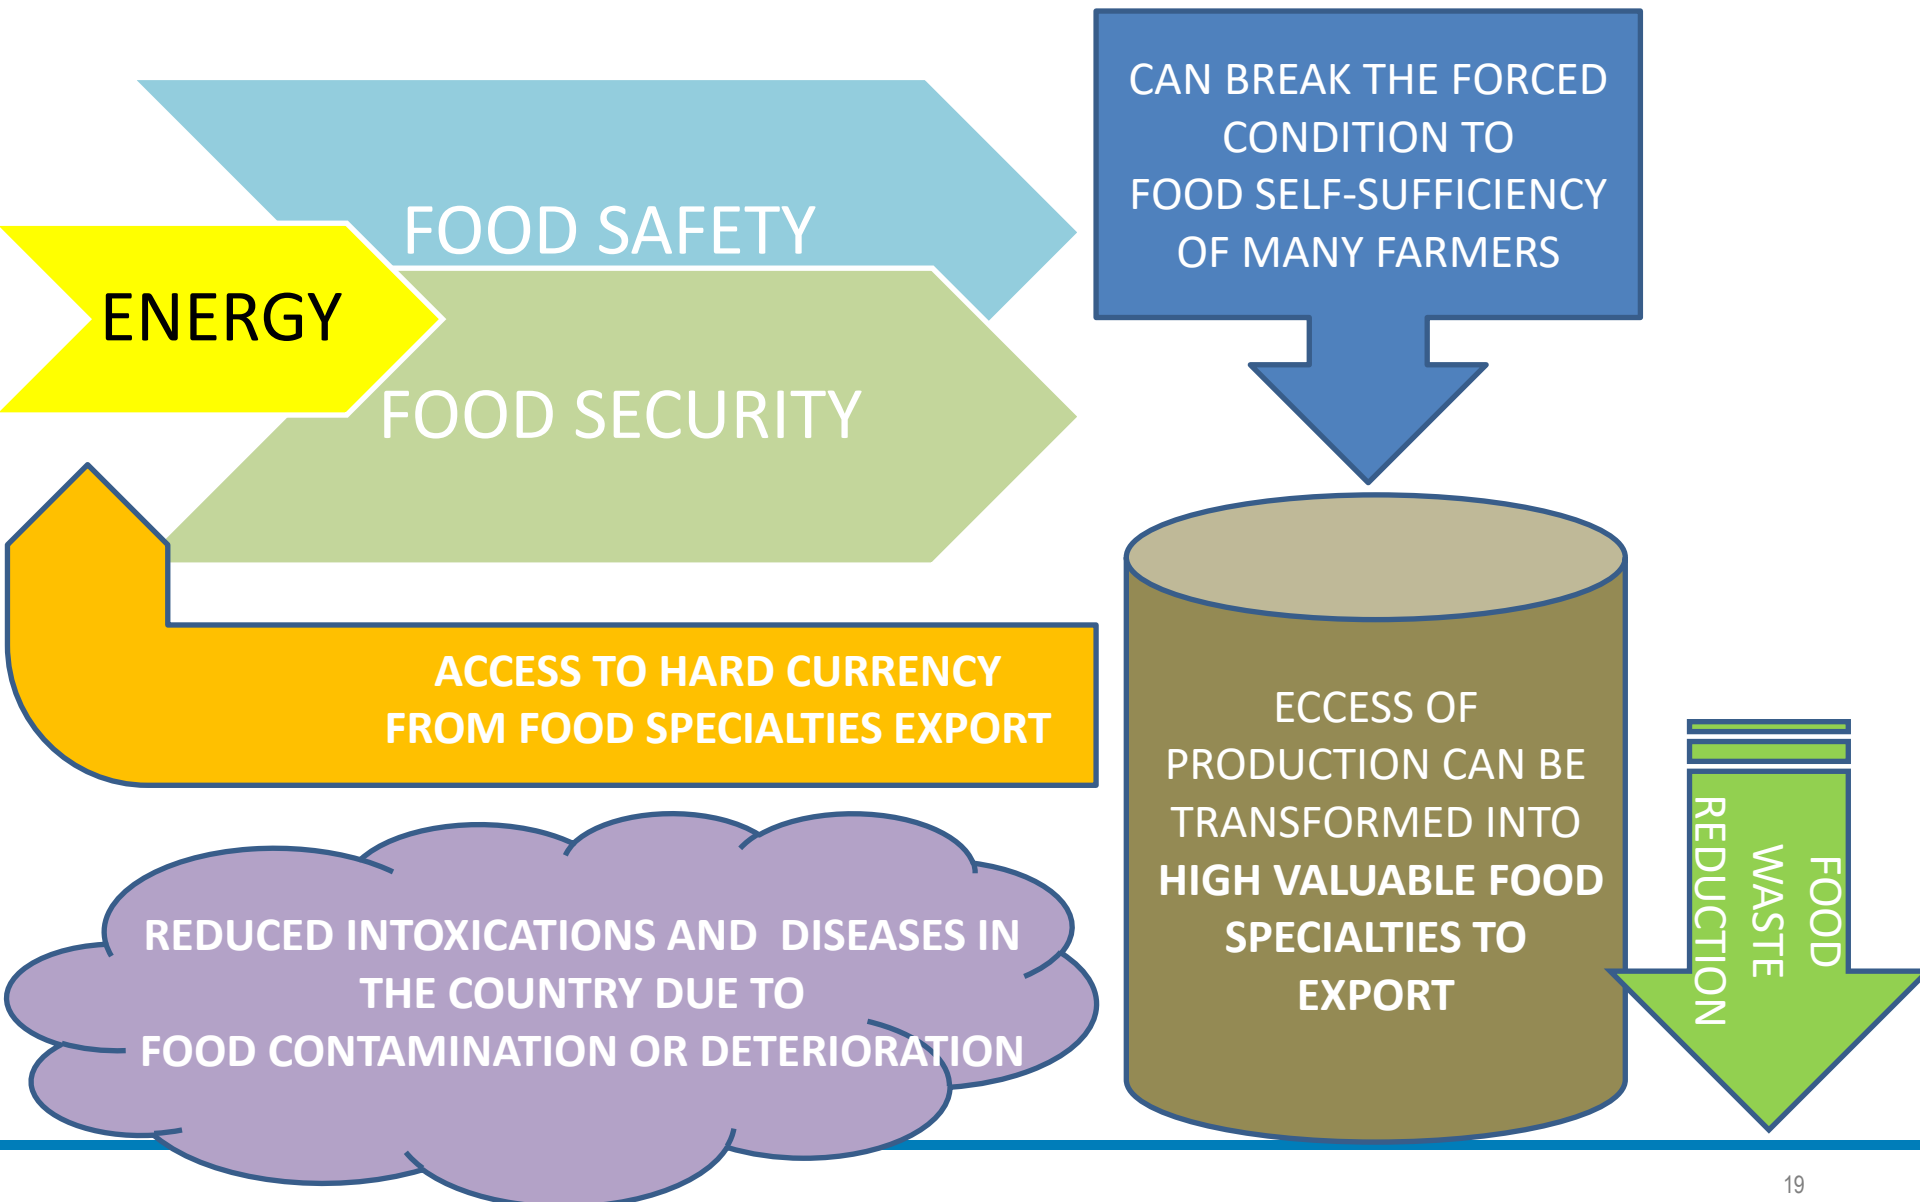 FOOD SAFETY
ENERGY
FOOD SECURITY
CAN BREAK THE FORCED
CONDITION TO
FOOD SELF-SUFFICIENCY
OF MANY FARMERS
ACCESS TO HARD CURRENCY
FROM FOOD SPECIALTIES EXPORT
ECCESS OF
PRODUCTION CAN BE
TRANSFORMED INTO
HIGH VALUABLE FOOD
SPECIALTIES TO
EXPORT
FOOD
WASTE
REDUCTION
REDUCED INTOXICATIONS AND  DISEASES IN
THE COUNTRY DUE TO
FOOD CONTAMINATION OR DETERIORATION
19